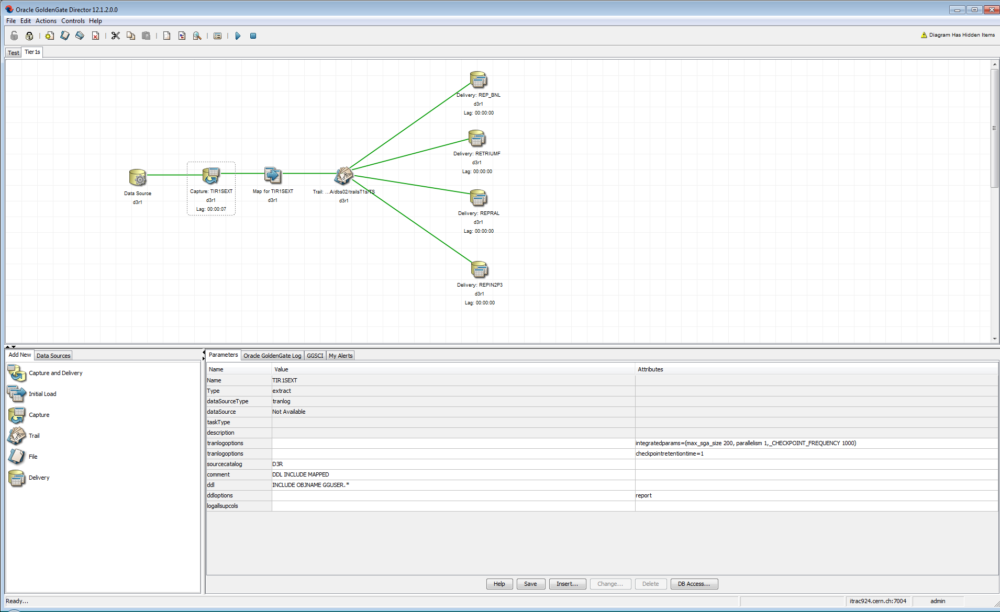 Oracle GoldenGate Director 12.1.2.0.0
File Edit Actions Controls Help
Diagram Has Hidden Items
Test Tier1s
Delivery: REP_BNL
d3r1
Lag: 00:00:00
Delivery: RETRIUMF
d3r1
Lag: 00:00:00
Data Source
d3r1
Capture: TIR1SEXT
d3r1
Lag: 00:00:07
Map for TIR1SEXT
d3r1
Trail: ...A/dbs02/trailsT1s/TS
d3r1
Delivery: REPRAL
d3r1
Lag: 00:00:00
Delivery: REPIN2P3
d3r1
Lag: 00:00:00
Add New Data Sources
Capture and Delivery
Initial Load
Capture
Trail
File
Delivery
Parameters Oracle GoldenGate Log GGSCI My Alerts
Name Value Attributes
Name TIR1SEXT
Type extract
dataSourceType tranlog
dataSource Not Available
taskType
description
tranlogoptions integratedparams=(max_sga_size 200, parallelism 1,_CHECKPOINT_FREQUENCY 1000)
tranlogoptions checkpointretentiontime=1
sourcecatalog D3R
comment DDL INCLUDE MAPPED
ddl INCLUDE OBJNAME GGUSER.*
ddloptions report
logallsupcols
Help Save Insert... Change... Delete DB Access...
Ready... itrac924.cern.ch:7004 admin